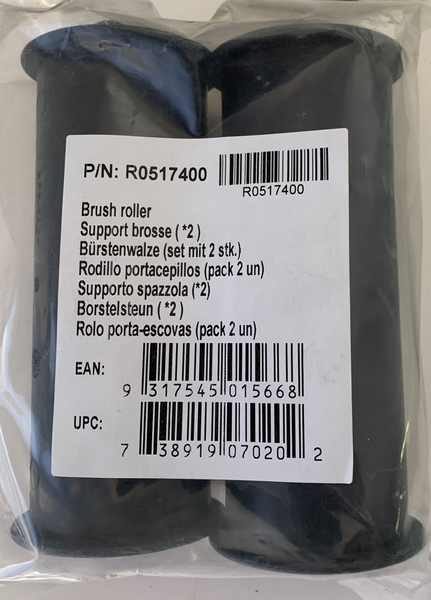 P/N: R0517400
R0517400
Brush roller
Support brosse ( *2 )
Bürstenwalze (set mit 2 stk.)
Rodillo portacepillos (pack 2 un)
Supporto spazzola (*2)
Borstelsteun ( *2 )
Rolo porta-escovas (pack 2 un)
EAN:
9 317545 015668
UPC:
7 38919 07020 2